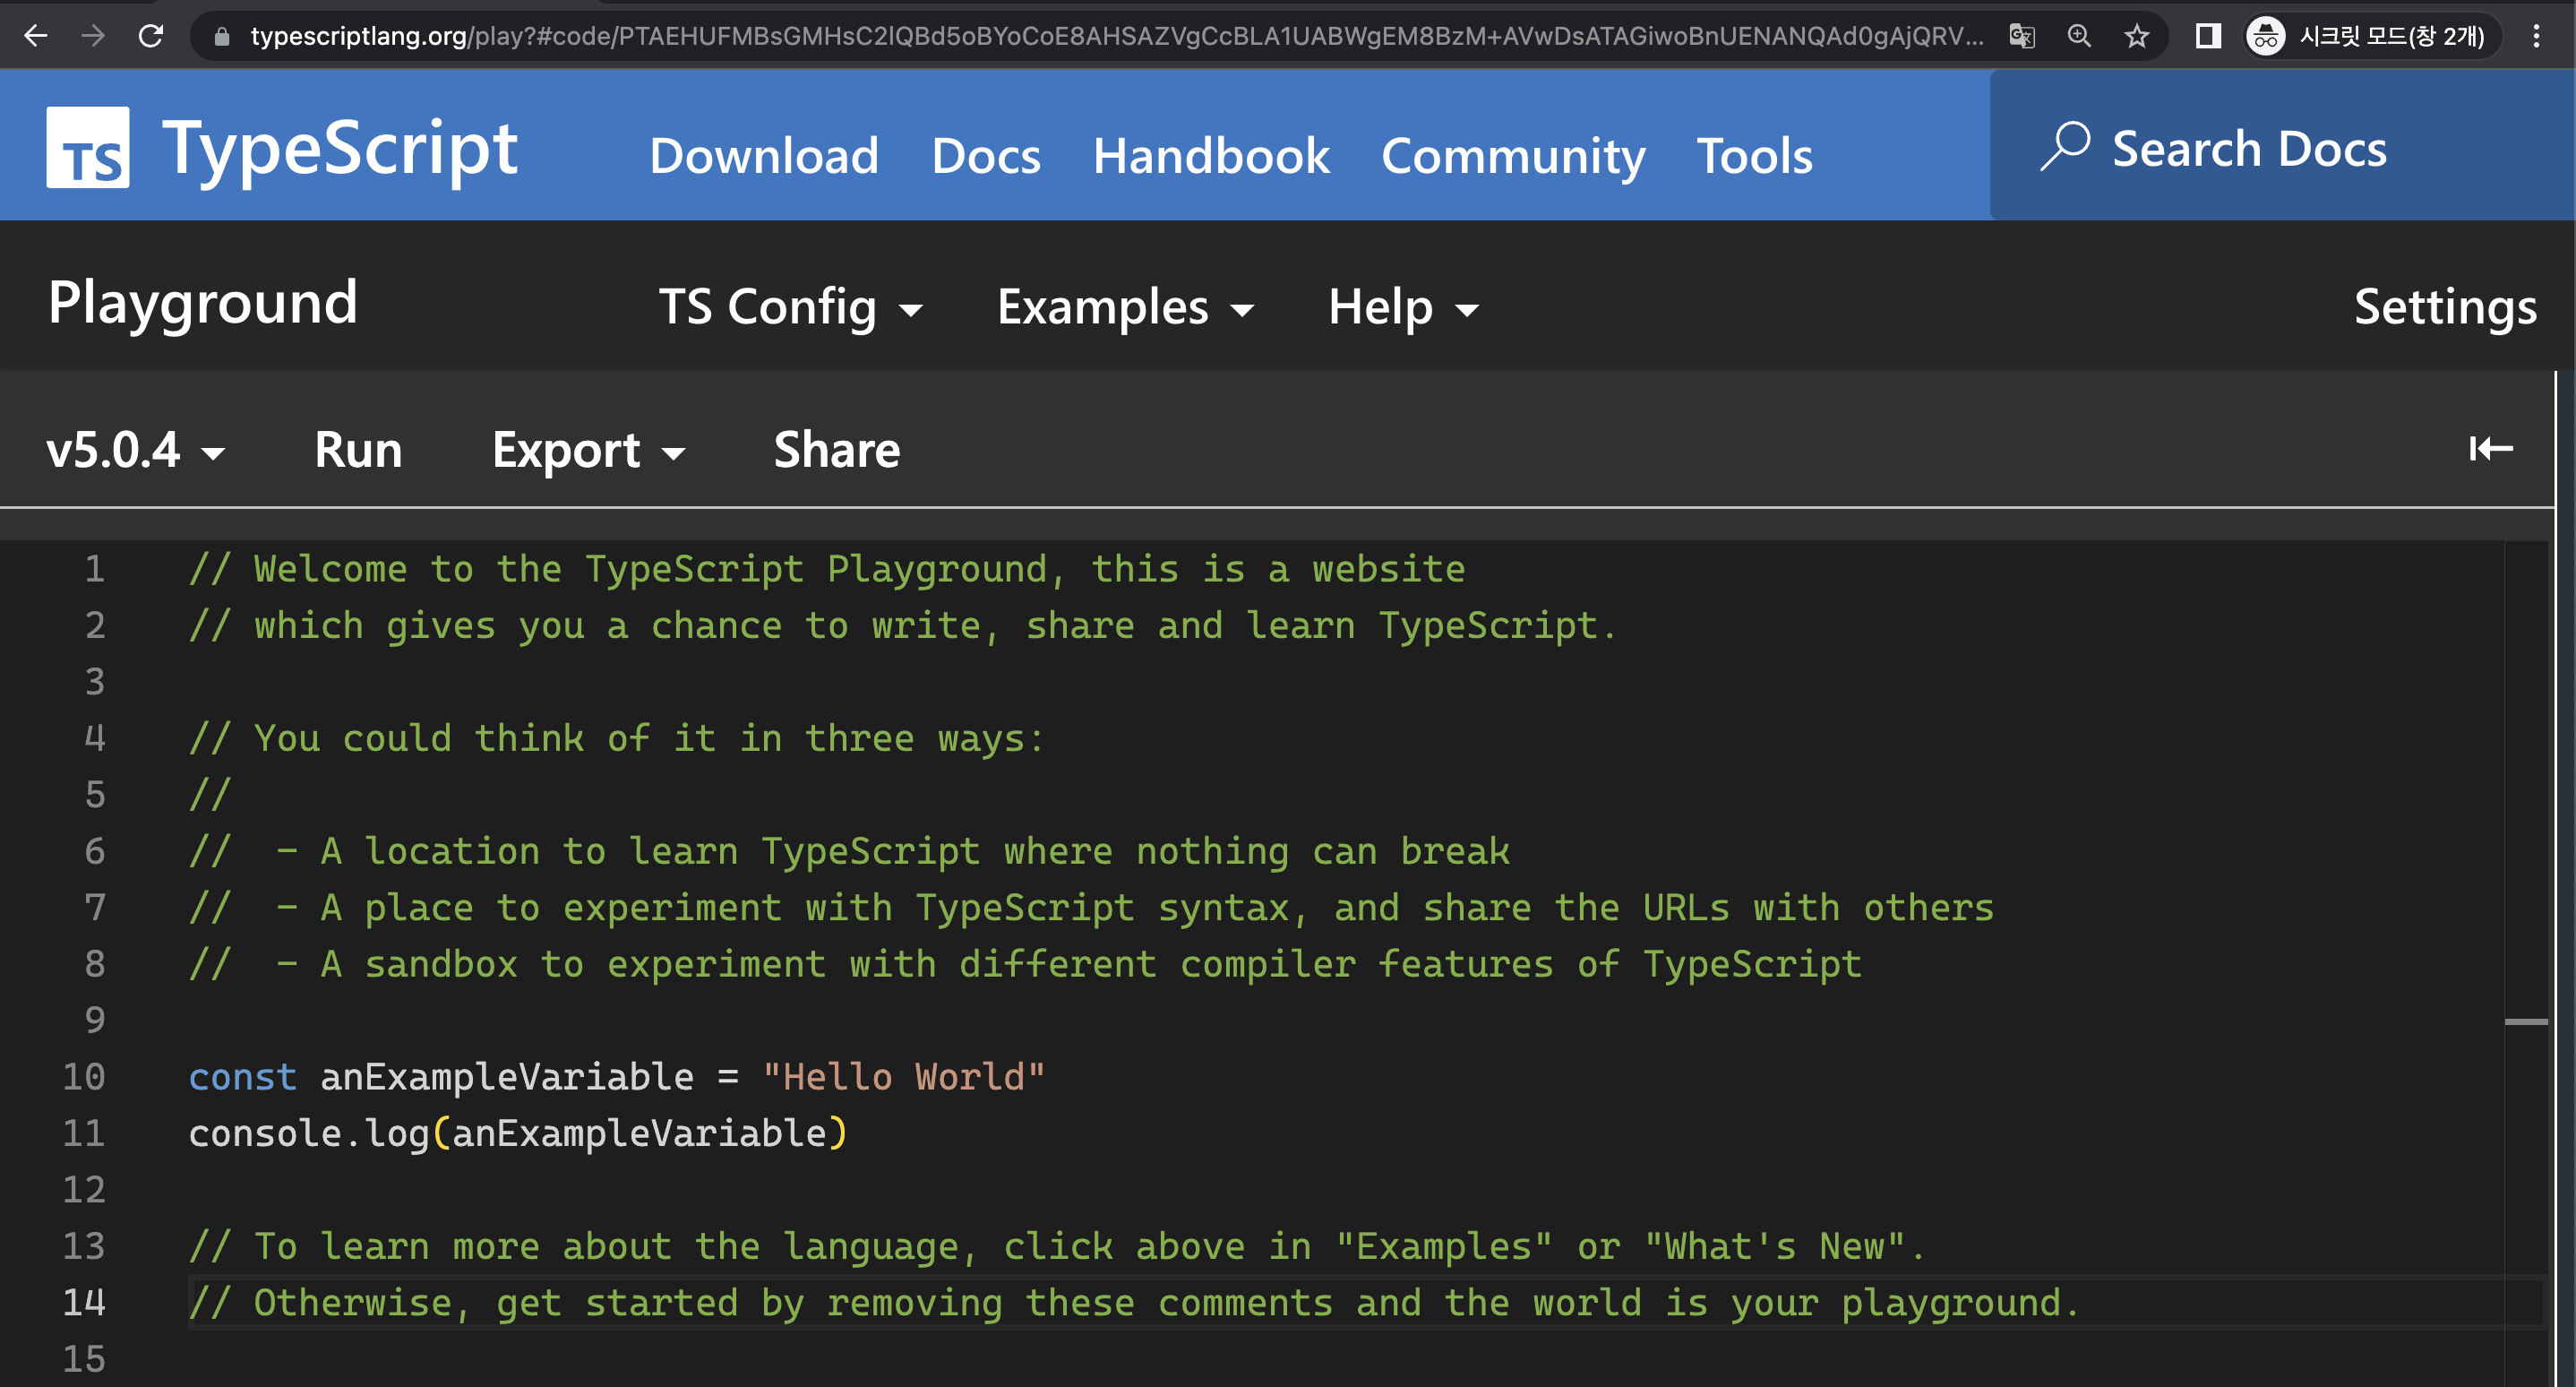 typescriptlang.org/play?#code/PTAEHUFMBsGMHsC2lQBd5oBYoCoE8AHSAZVgCcBLA1UABWgEM8BzM+AVwDsATAGiwoBnUENANQAd0gAjQRV...
시크릿 모드(창 2개)
TS TypeScript Download Docs Handbook Community Tools Search Docs
Playground TS Config Examples Help Settings
v5.0.4 Run Export Share
1 // Welcome to the TypeScript Playground, this is a website
2 // which gives you a chance to write, share and learn TypeScript.
3
4 // You could think of it in three ways:
5 //
6 //  - A location to learn TypeScript where nothing can break
7 //  - A place to experiment with TypeScript syntax, and share the URLs with others
8 //  - A sandbox to experiment with different compiler features of TypeScript
9
10 const anExampleVariable = "Hello World"
11 console.log(anExampleVariable)
12
13 // To learn more about the language, click above in "Examples" or "What's New".
14 // Otherwise, get started by removing these comments and the world is your playground.
15